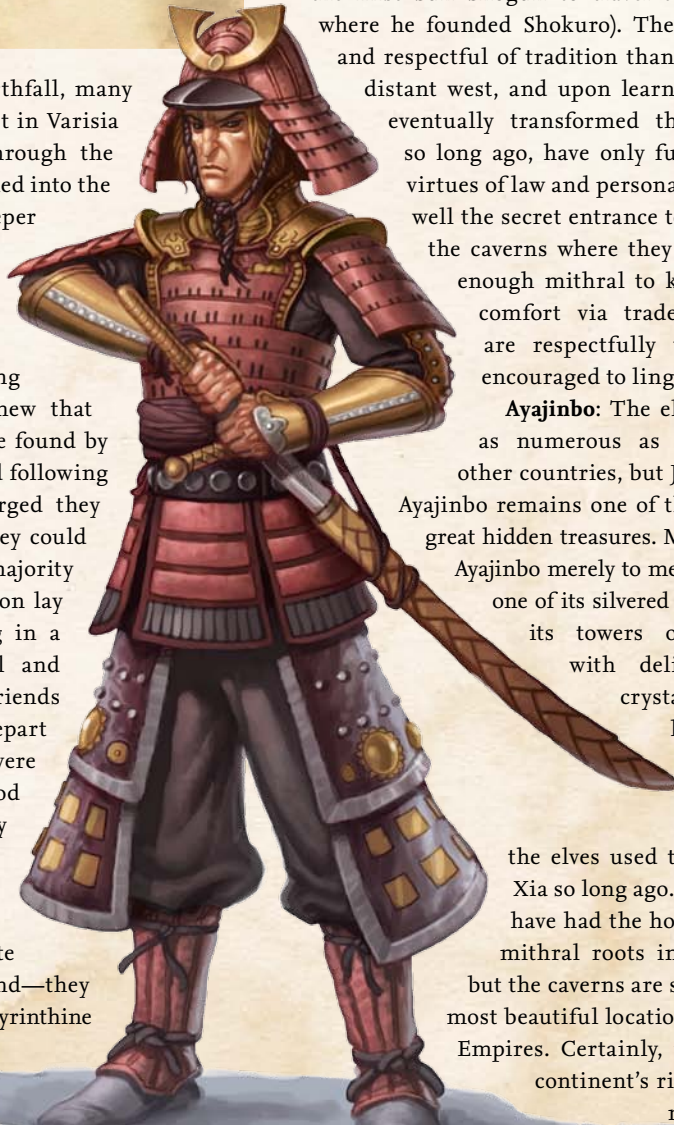 thfall, many
t in Varisia
hrough the
ed into the
eper
ng
new that
e found by
l following
rged they
ey could
majority
on lay
g in a
l and
riends
epart
were
od
y
te
nd—they
yrinthine
where he founded Shokuro). The
and respectful of tradition than
distant west, and upon learn
eventually transformed th
so long ago, have only fu
virtues of law and persona
well the secret entrance to
the caverns where they
enough mithral to k
comfort via trade
are respectfully
encouraged to ling
Ayajinbo: The el
as numerous as
other countries, but J
Ayajinbo remains one of th
great hidden treasures. M
Ayajinbo merely to me
one of its silvered
its towers o
with deli
crysta
the elves used t
Xia so long ago.
have had the ho
mithral roots in
but the caverns are s
most beautiful locatio
Empires. Certainly,
continent's ri